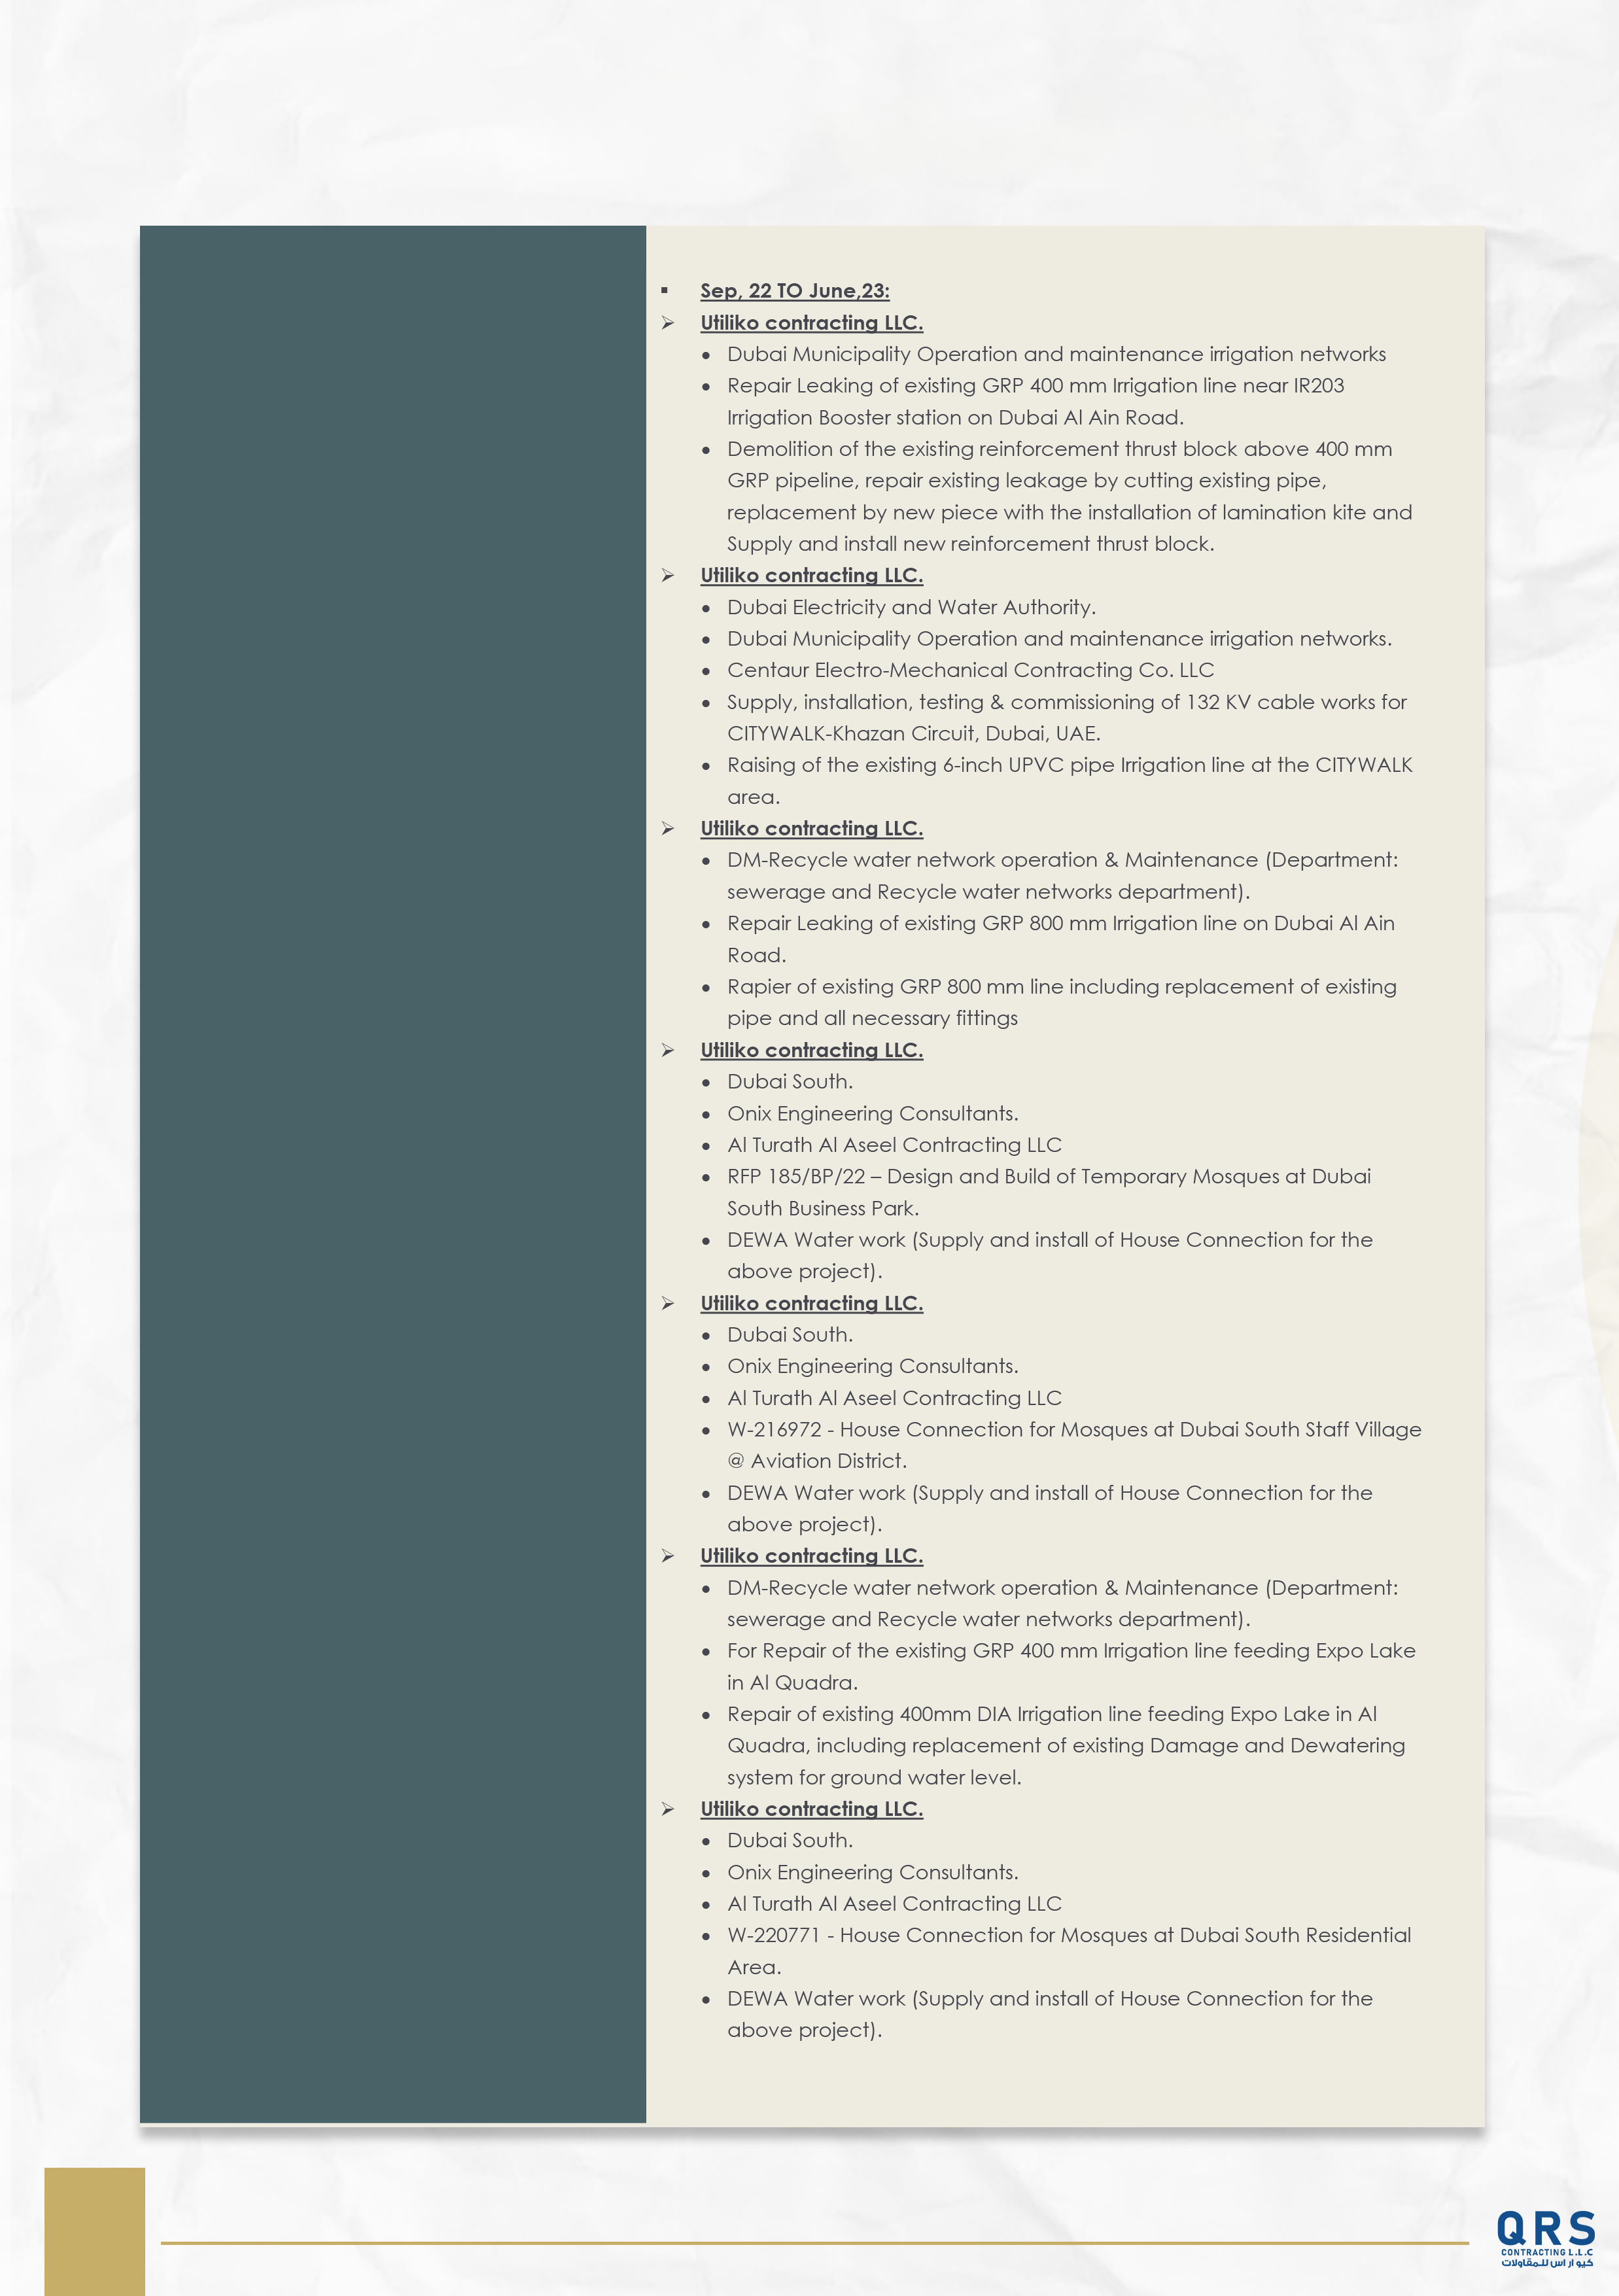 ▪ Sep, 22 TO June,23:
➢ Utiliko contracting LLC.
• Dubai Municipality Operation and maintenance irrigation networks
• Repair Leaking of existing GRP 400 mm Irrigation line near IR203
Irrigation Booster station on Dubai Al Ain Road.
• Demolition of the existing reinforcement thrust block above 400 mm
GRP pipeline, repair existing leakage by cutting existing pipe,
replacement by new piece with the installation of lamination kite and
Supply and install new reinforcement thrust block.
➢ Utiliko contracting LLC.
• Dubai Electricity and Water Authority.
• Dubai Municipality Operation and maintenance irrigation networks.
• Centaur Electro-Mechanical Contracting Co. LLC
• Supply, installation, testing & commissioning of 132 KV cable works for
CITYWALK-Khazan Circuit, Dubai, UAE.
• Raising of the existing 6-inch UPVC pipe Irrigation line at the CITYWALK
area.
➢ Utiliko contracting LLC.
• DM-Recycle water network operation & Maintenance (Department:
sewerage and Recycle water networks department).
• Repair Leaking of existing GRP 800 mm Irrigation line on Dubai Al Ain
Road.
• Rapier of existing GRP 800 mm line including replacement of existing
pipe and all necessary fittings
➢ Utiliko contracting LLC.
• Dubai South.
• Onix Engineering Consultants.
• Al Turath Al Aseel Contracting LLC
• RFP 185/BP/22 – Design and Build of Temporary Mosques at Dubai
South Business Park.
• DEWA Water work (Supply and install of House Connection for the
above project).
➢ Utiliko contracting LLC.
• Dubai South.
• Onix Engineering Consultants.
• Al Turath Al Aseel Contracting LLC
• W-216972 - House Connection for Mosques at Dubai South Staff Village
@ Aviation District.
• DEWA Water work (Supply and install of House Connection for the
above project).
➢ Utiliko contracting LLC.
• DM-Recycle water network operation & Maintenance (Department:
sewerage and Recycle water networks department).
• For Repair of the existing GRP 400 mm Irrigation line feeding Expo Lake
in Al Quadra.
• Repair of existing 400mm DIA Irrigation line feeding Expo Lake in Al
Quadra, including replacement of existing Damage and Dewatering
system for ground water level.
➢ Utiliko contracting LLC.
• Dubai South.
• Onix Engineering Consultants.
• Al Turath Al Aseel Contracting LLC
• W-220771 - House Connection for Mosques at Dubai South Residential
Area.
• DEWA Water work (Supply and install of House Connection for the
above project).
QRS
CONTRACTING L.L.C
كيو ار اس للمقاولات